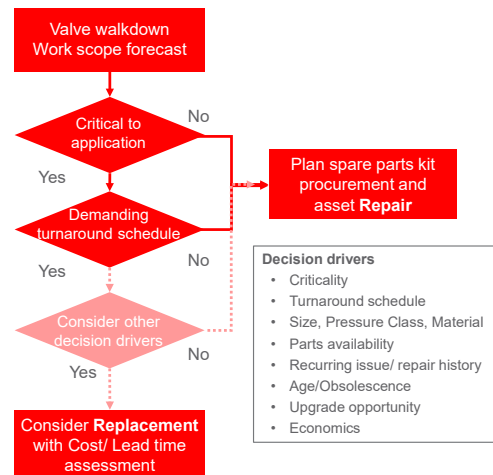 Valve walkdown
Work scope forecast
No
Critical to
application
Yes
Plan spare parts kit
procurement and
asset Repair
Demanding
turnaround schedule
Yes
No
Consider other
decision drivers
No
Yes
Consider Replacement
with Cost/ Lead time
assessment
Decision drivers
• Criticality
• Turnaround schedule
• Size, Pressure Class, Material
• Parts availability
• Recurring issue/ repair history
• Age/Obsolescence
• Upgrade opportunity
• Economics